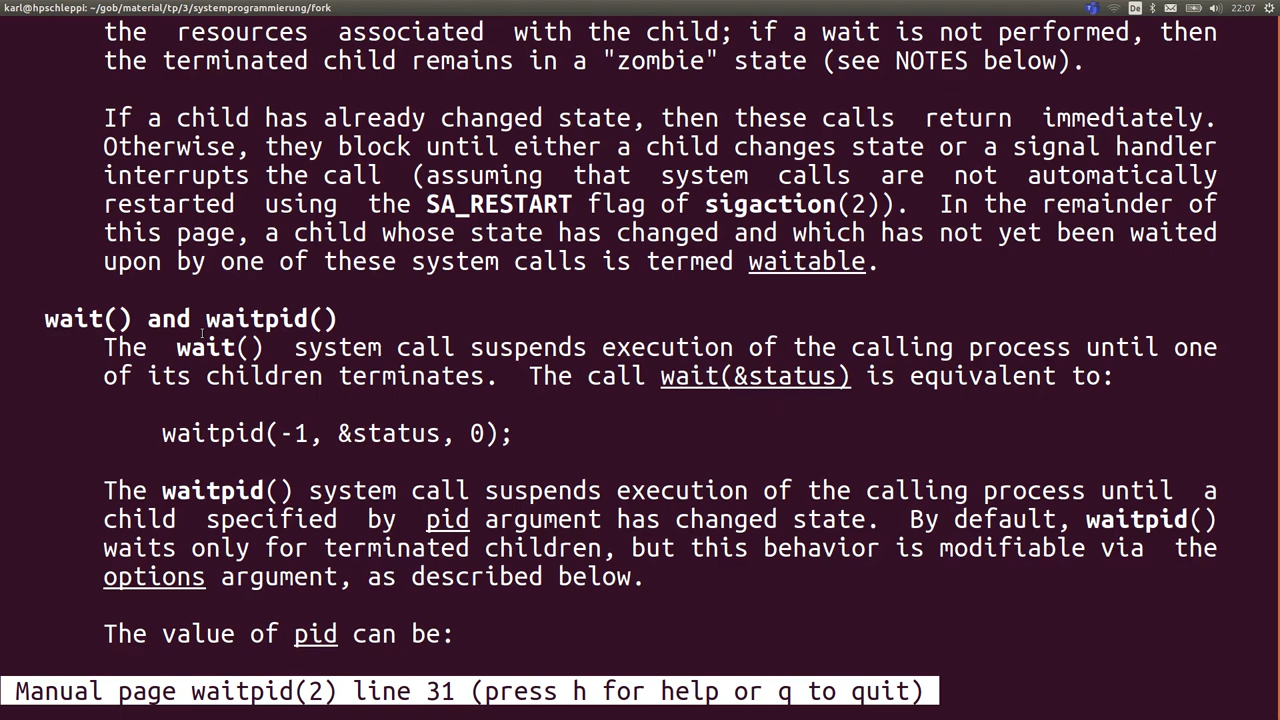 karl@hpschleppi: ~/gob/material/tp/3/systemprogrammierung/fork
De
22:07
the resources associated with the child; if a wait is not performed, then
the terminated child remains in a "zombie" state (see NOTES below).
If a child has already changed state, then these calls return immediately.
Otherwise, they block until either a child changes state or a signal handler
interrupts the call (assuming that system calls are not automatically
restarted using the SA_RESTART flag of sigaction(2)). In the remainder of
this page, a child whose state has changed and which has not yet been waited
upon by one of these system calls is termed waitable.
wait() and waitpid()
The wait() system call suspends execution of the calling process until one
of its children terminates. The call wait(&status) is equivalent to:
waitpid(-1, &status, 0);
The waitpid() system call suspends execution of the calling process until a
child specified by pid argument has changed state. By default, waitpid()
waits only for terminated children, but this behavior is modifiable via the
options argument, as described below.
The value of pid can be:
Manual page waitpid(2) line 31 (press h for help or q to quit)